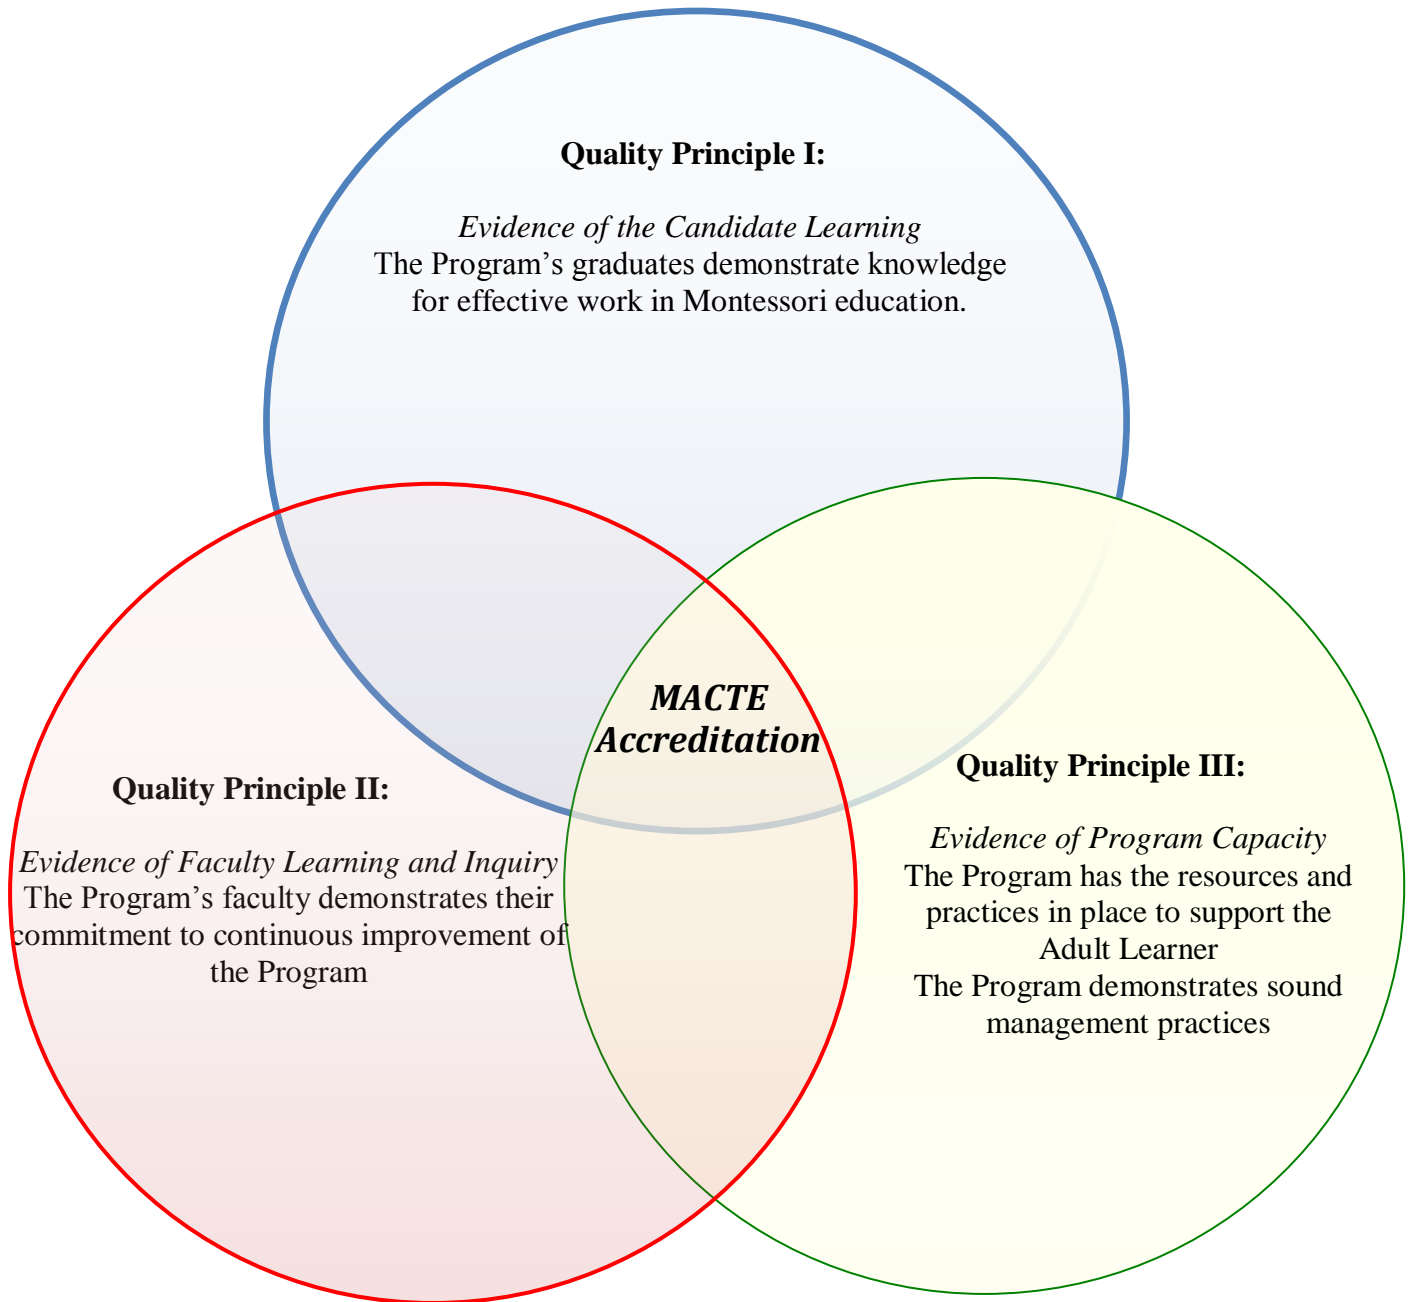 Quality Principle I:
Evidence of the Candidate Learning
The Program’s graduates demonstrate knowledge
for effective work in Montessori education.
MACTE
Accreditation
Quality Principle II:
Evidence of Faculty Learning and Inquiry
The Program’s faculty demonstrates their
commitment to continuous improvement of
the Program
Quality Principle III:
Evidence of Program Capacity
The Program has the resources and
practices in place to support the
Adult Learner
The Program demonstrates sound
management practices